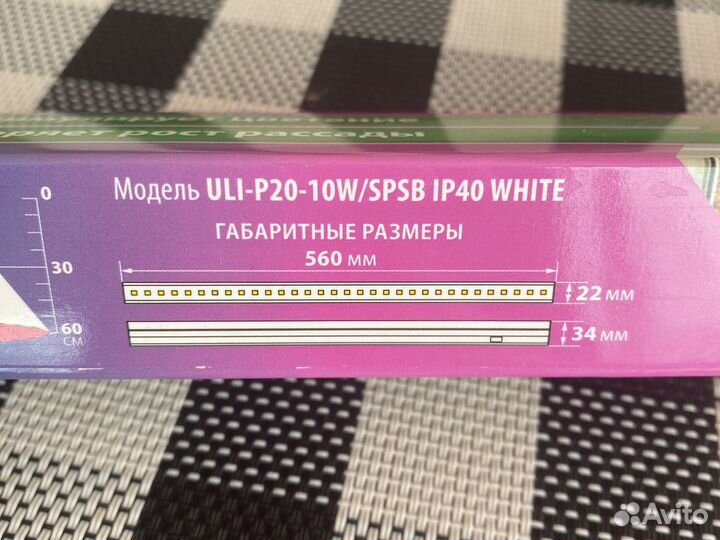 ряет рост рассады
0
Модель ULI-P20-10W/SPSB IP40 WHITE
ГАБАРИТНЫЕ РАЗМЕРЫ
560 мм
30
22 мм
60
см
34 мм
Avito